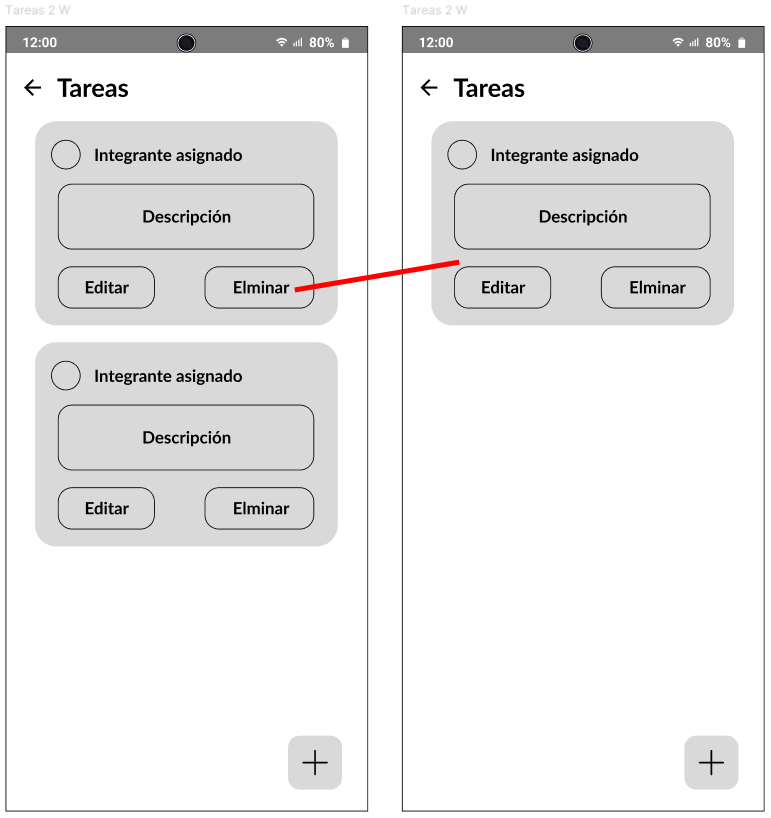 Tareas 2 W
12:00
80%
Tareas
Integrante asignado
Descripción
Editar
Elminar
Integrante asignado
Descripción
Editar
Elminar
Tareas 2 W
12:00
80%
Tareas
Integrante asignado
Descripción
Editar
Elminar